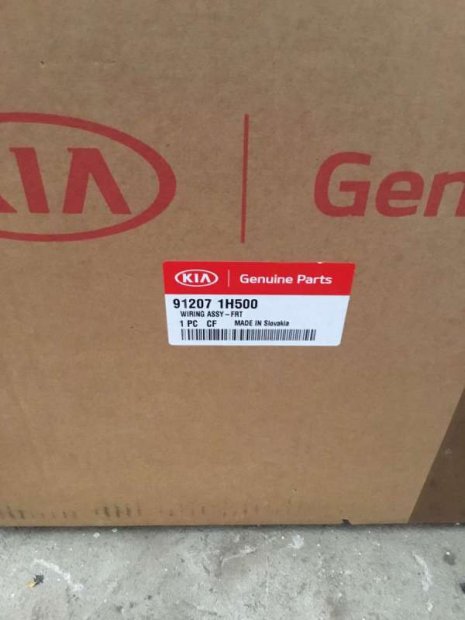 KIA Gen
KIA Genuine Parts
91207 1H500
WIRING ASSY-FRT
1 PC CF MADE IN Slovakia